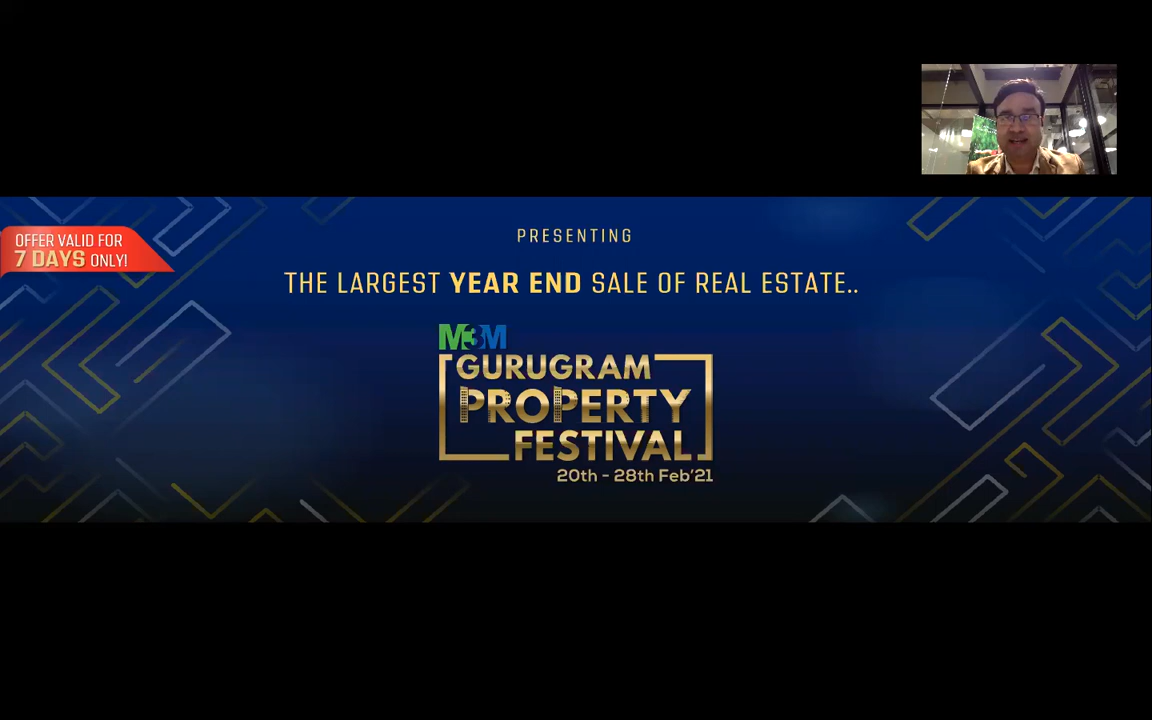 OFFER VALID FOR
7 DAYS ONLY!
PRESENTING
THE LARGEST YEAR END SALE OF REAL ESTATE..
M3M
GURUGRAM
PROPERTY
FESTIVAL
20th - 28th Feb'21